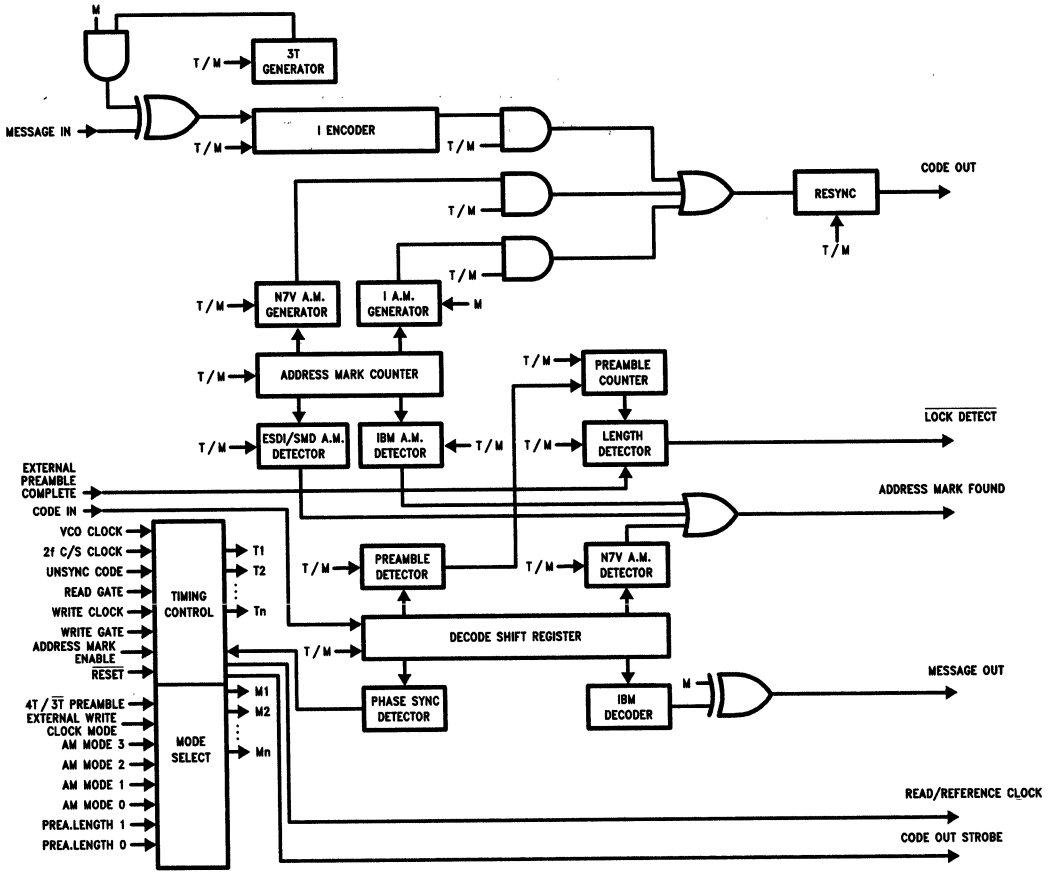 M
T/M
3T
GENERATOR
MESSAGE IN
T/M
I ENCODER
T/M
CODE OUT
T/M
RESYNC
T/M
T/M
T/M
N7V A.M.
GENERATOR
I A.M.
GENERATOR
M
T/M
ADDRESS MARK COUNTER
T/M
PREAMBLE
COUNTER
T/M
ESDI/SMD A.M.
DETECTOR
IBM A.M.
DETECTOR
T/M
T/M
LENGTH
DETECTOR
LOCK DETECT
EXTERNAL
PREAMBLE
COMPLETE
CODE IN
ADDRESS MARK FOUND
VCO CLOCK
2f C/S CLOCK
UNSYNC CODE
READ GATE
WRITE CLOCK
WRITE GATE
ADDRESS MARK
ENABLE
RESET
TIMING
CONTROL
T1
T2
Tn
T/M
PREAMBLE
DETECTOR
T/M
N7V A.M.
DETECTOR
T/M
DECODE SHIFT REGISTER
PHASE SYNC
DETECTOR
IBM
DECODER
M
MESSAGE OUT
4T/3T PREAMBLE
EXTERNAL WRITE
CLOCK MODE
AM MODE 3
AM MODE 2
AM MODE 1
AM MODE 0
PREA.LENGTH 1
PREA.LENGTH 0
MODE
SELECT
M1
M2
Mn
READ/REFERENCE CLOCK
CODE OUT STROBE